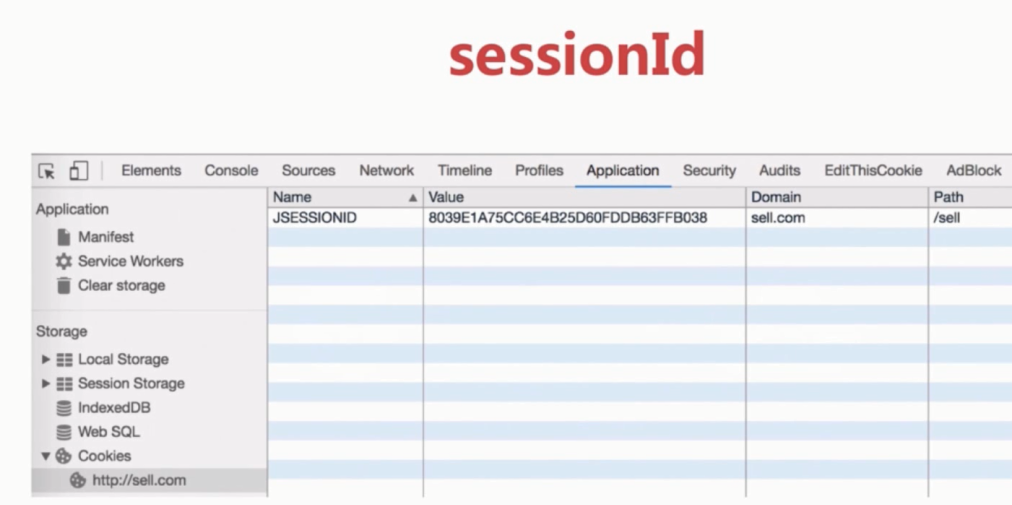 sessionId
Elements Console Sources Network Timeline Profiles Application Security Audits EditThisCookie AdBlock
Application
Manifest
Service Workers
Clear storage
Storage
Local Storage
Session Storage
IndexedDB
Web SQL
Cookies
http://sell.com
Name Value Domain Path
JSESSIONID 8039E1A75CC6E4B25D60FDDB63FFB038 sell.com /sell